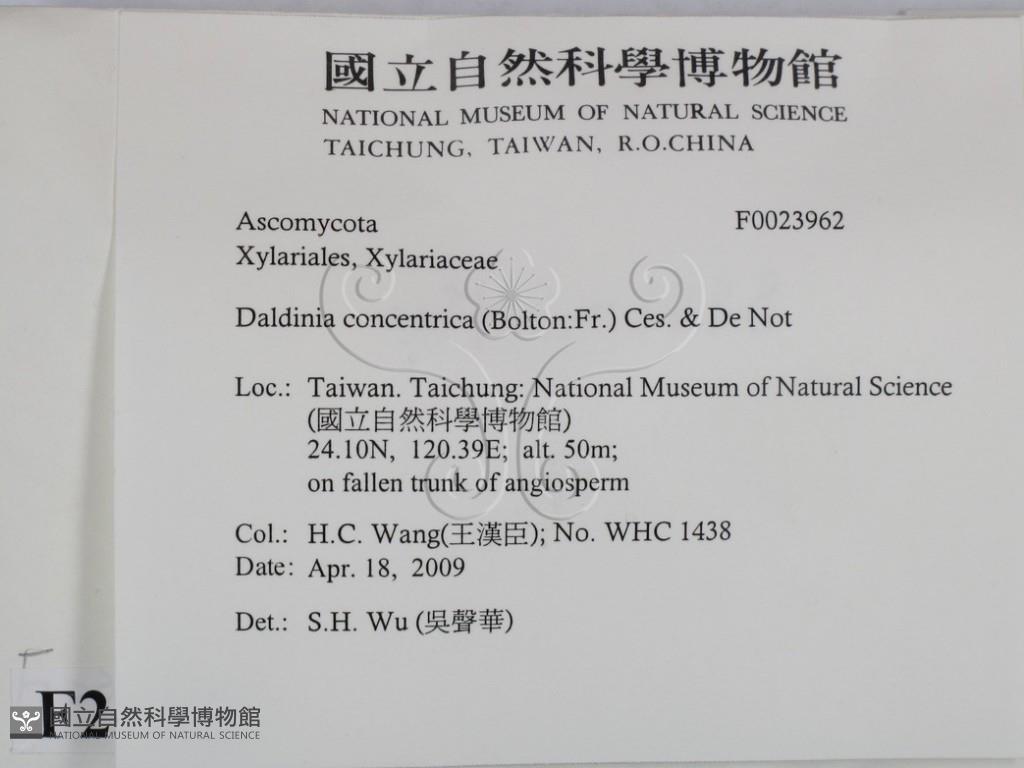 國立自然科學博物館
NATIONAL MUSEUM OF NATURAL SCIENCE
TAICHUNG, TAIWAN, R.O.CHINA
Ascomycota F0023962
Xylariales, Xylariaceae
Daldinia concentrica (Bolton:Fr.) Ces. & De Not
Loc.: Taiwan. Taichung: National Museum of Natural Science
(國立自然科學博物館)
24.10N, 120.39E; alt. 50m;
on fallen trunk of angiosperm
Col.: H.C. Wang(王漢臣); No. WHC 1438
Date: Apr. 18, 2009
Det.: S.H. Wu (吳聲華)
國立自然科學博物館
NATIONAL MUSEUM OF NATURAL SCIENCE